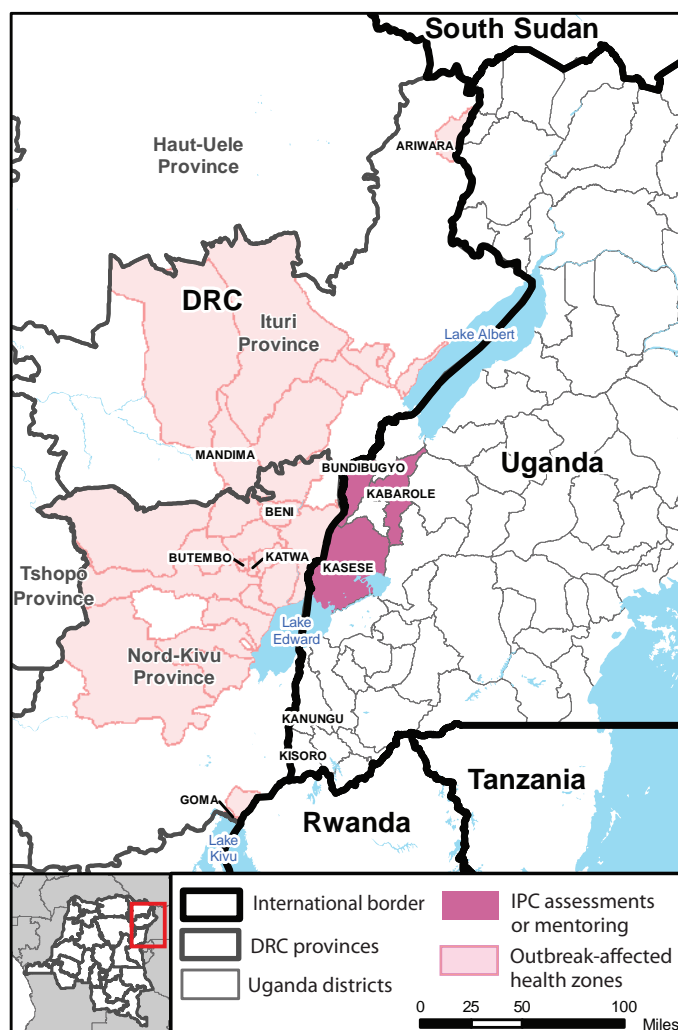 South Sudan
ARIWARA
Haut-Uele
Province
DRC
Ituri
Province
Lake Albert
MANDIMA
BUNDIBUGYO
Uganda
KABAROLE
BENI
BUTEMBO
KATWA
KASESE
Tshopo
Province
Lake
Edward
Nord-Kivu
Province
KANUNGU
KISORO
GOMA
Tanzania
Rwanda
Lake
Kivu
International border
DRC provinces
Uganda districts
IPC assessments
or mentoring
Outbreak-affected
health zones
0 25 50 100
Miles